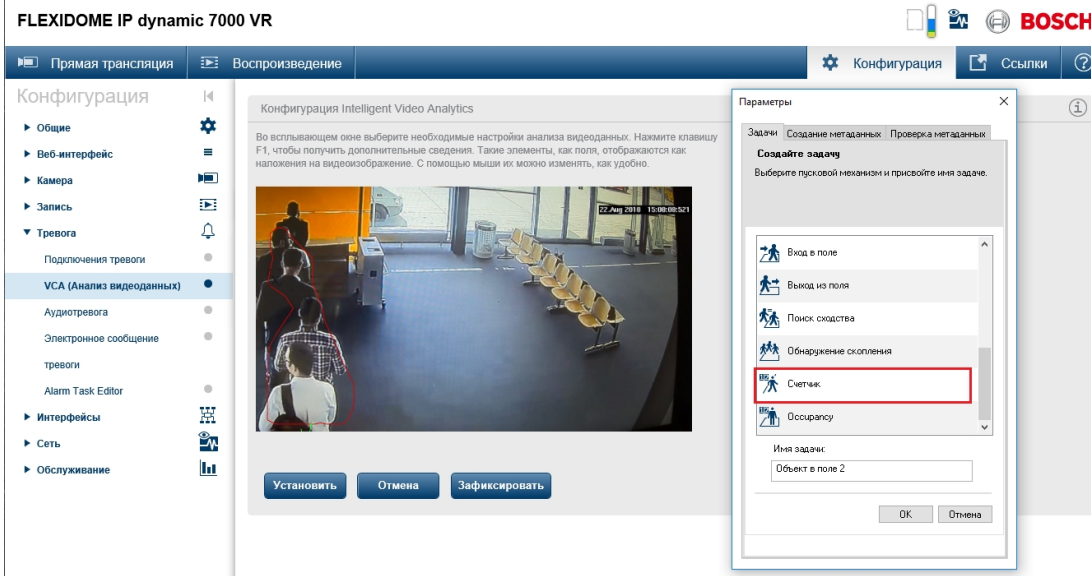 FLEXIDOME IP dynamic 7000 VR
BOSCH
Прямая трансляция
Воспроизведение
Конфигурация
Ссылки
Конфигурация
Общие
Веб-интерфейс
Камера
Запись
Тревога
Подключения тревоги
VCA (Анализ видеоданных)
Аудиотревога
Электронное сообщение
тревоги
Alarm Task Editor
Интерфейсы
Сеть
Обслуживание
Конфигурация Intelligent Video Analytics
Во всплывающем окне выберите необходимые настройки анализа видеоданных. Нажмите клавишу
F1, чтобы получить дополнительные сведения. Такие элементы, как поля, отображаются как
наложения на видеоизображение. С помощью мыши их можно изменять, как удобно.
22.Aug 2018 15:08:08:521
Установить
Отмена
Зафиксировать
Параметры
Задачи
Создание метаданных
Проверка метаданных
Создайте задачу
Выберите пусковой механизм и присвойте имя задаче.
Вход в поле
Выход из поля
Поиск сходства
Обнаружение скопления
Счетчик
Occupancy
Имя задачи:
Объект в поле 2
OK
Отмена